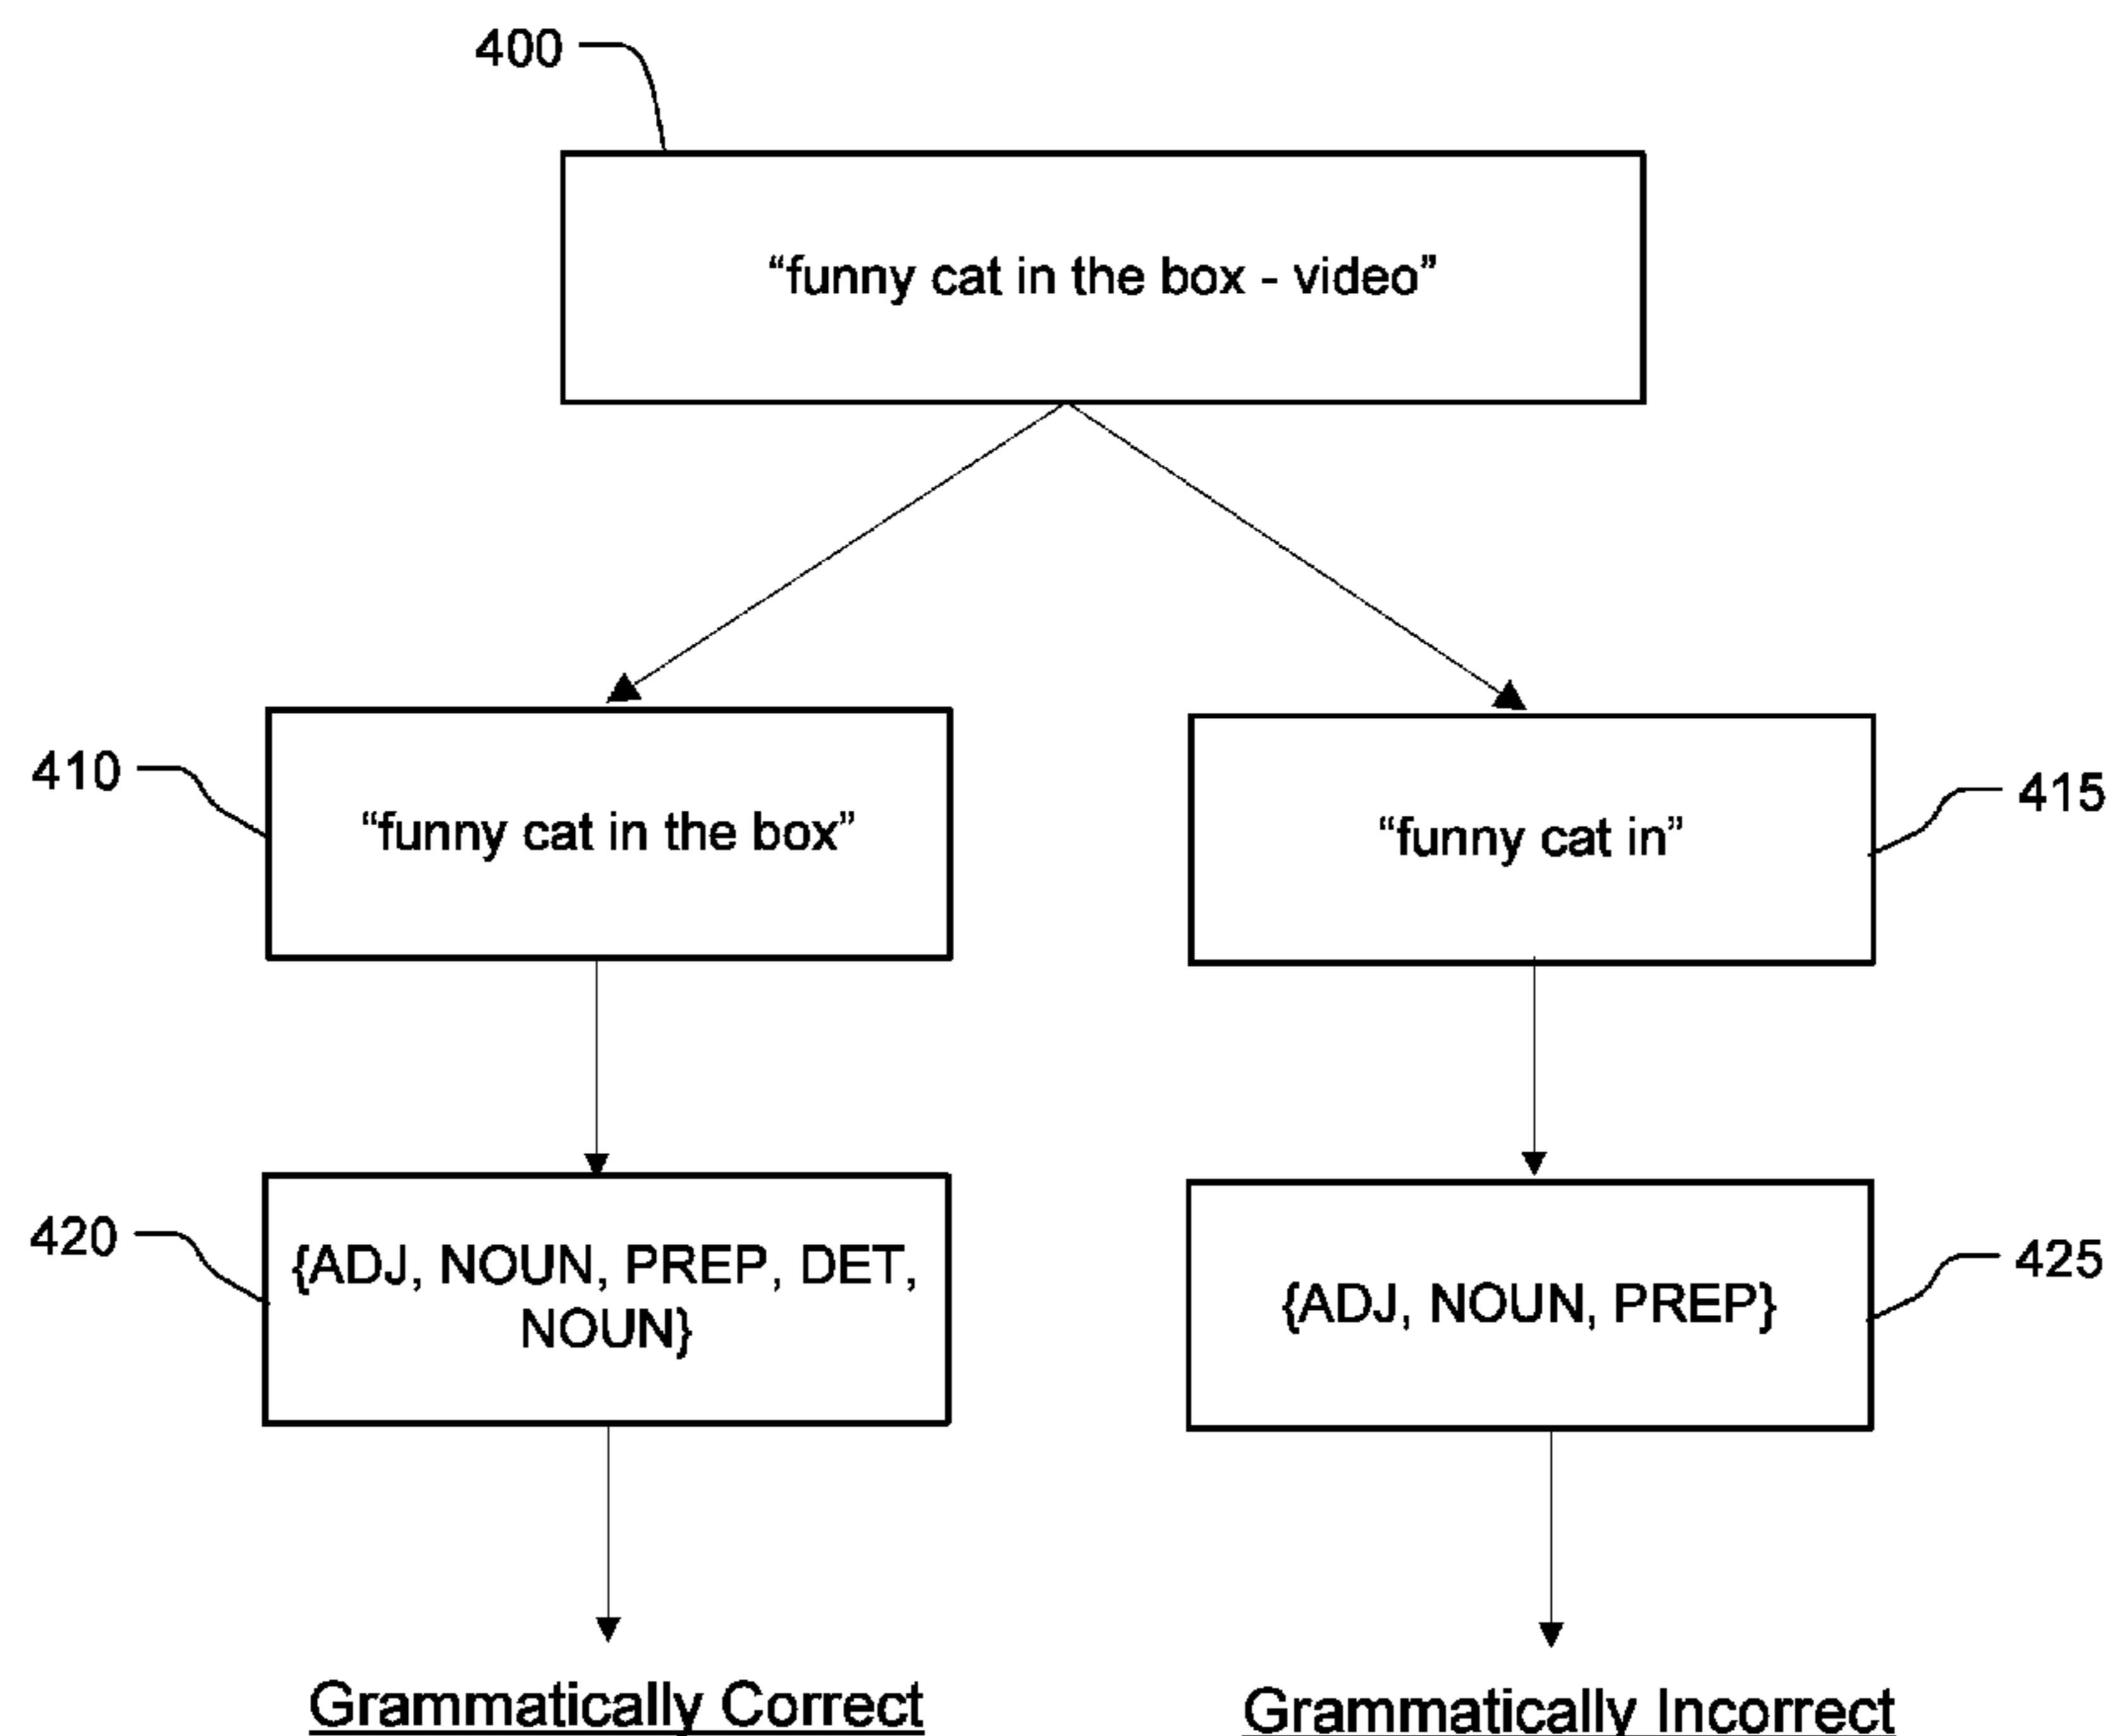 400
“funny cat in the box - video”
410
“funny cat in the box”
“funny cat in”
415
420
{ADJ, NOUN, PREP, DET,
NOUN}
{ADJ, NOUN, PREP}
425
Grammatically Correct
Grammatically Incorrect